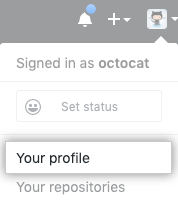 Signed in as octocat
Set status
Your profile
Your repositories